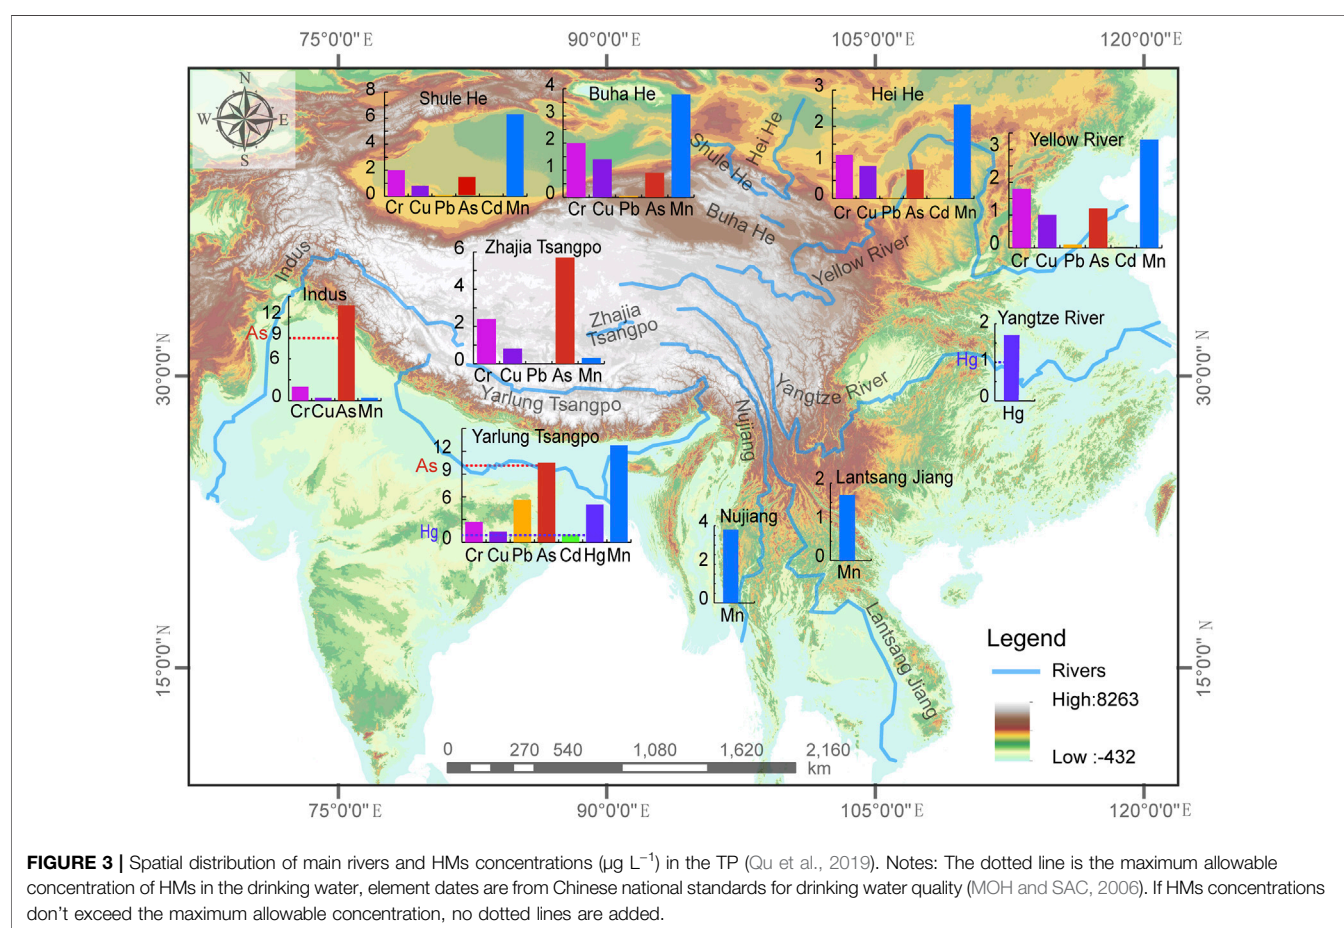 75°0'0"E 90°0'0"E 105°0'0"E 120°0'0"E
N
W E
S
8
6
4
2
0
Shule He
Cr Cu Pb As Cd Mn
4
3
2
1
0
Buha He
Cr Cu Pb As Mn
Shule He
Hei He
Buha He
3
2
1
0
Hei He
Cr Cu Pb As Cd Mn
3
2
1
0
Yellow River
Cr Cu Pb As Cd Mn
Yellow River
Indus
Indus
12
9
6
0
As
Cr Cu As Mn
6
4
2
0
Zhajia Tsangpo
Cr Cu Pb As Mn
Zhajia
Tsangpo
Yarlung Tsangpo
Yangtze River
2
1
0
Yangtze River
Hg
Hg
30°0'0"N
30°0'0"N
12
9
6
0
Yarlung Tsangpo
As
Hg
Cr Cu Pb As Cd Hg Mn
Nujiang
4
2
0
Nujiang
Mn
2
1
0
Lantsang Jiang
Mn
Lantsang Jiang
15°0'0"N
15°0'0"N
Legend
Rivers
High:8263
Low :-432
0 270 540 1,080 1,620 2,160
km
75°0'0"E 90°0'0"E 105°0'0"E 120°0'0"E
FIGURE 3 | Spatial distribution of main rivers and HMs concentrations (μg L⁻¹) in the TP (Qu et al., 2019). Notes: The dotted line is the maximum allowable
concentration of HMs in the drinking water, element dates are from Chinese national standards for drinking water quality (MOH and SAC, 2006). If HMs concentrations
don't exceed the maximum allowable concentration, no dotted lines are added.